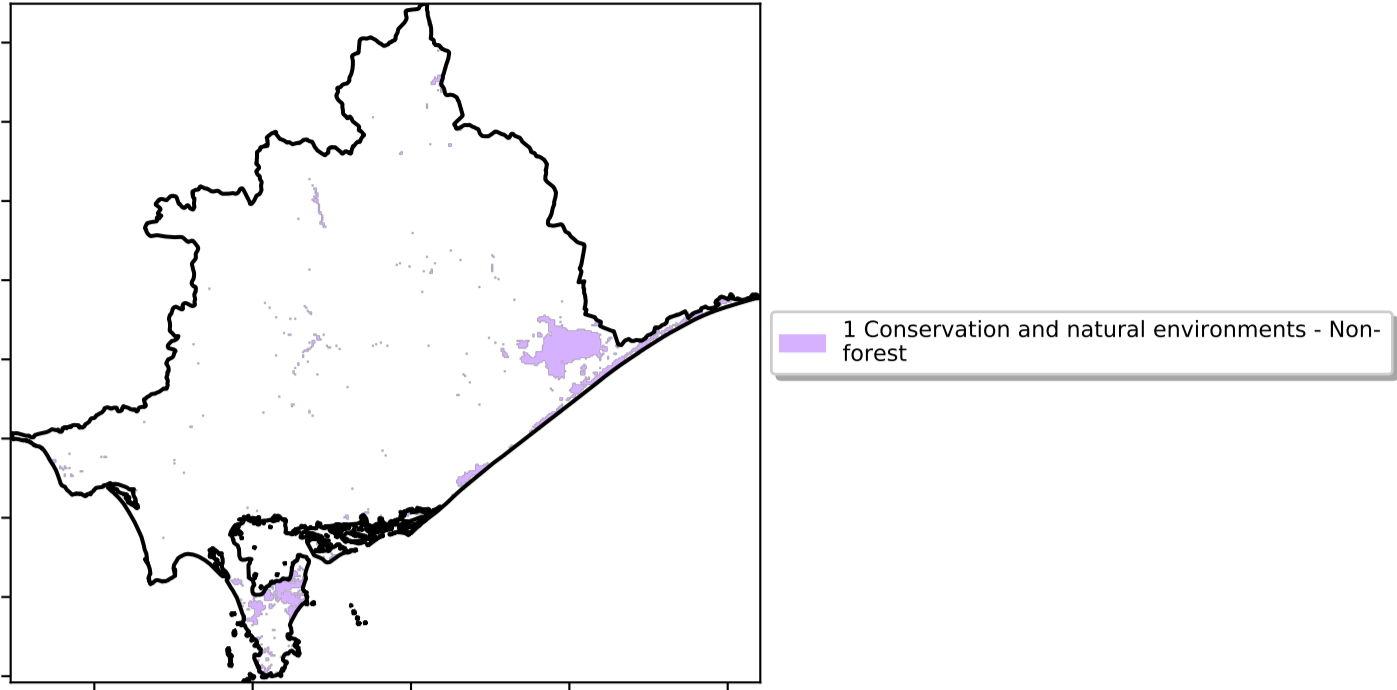 1 Conservation and natural environments - Non-
forest